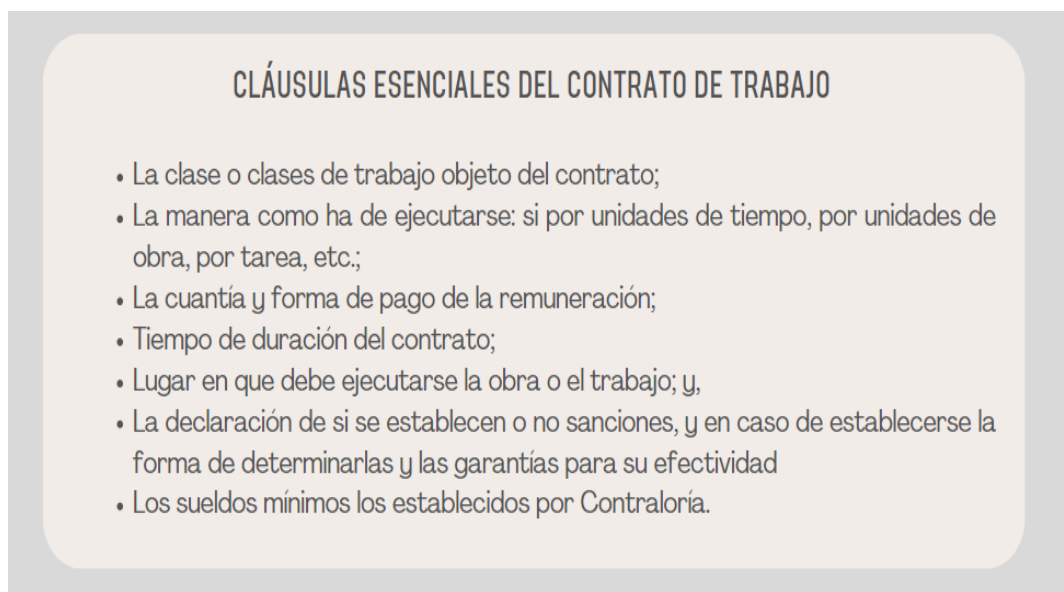 CLÁUSULAS ESENCIALES DEL CONTRATO DE TRABAJO
• La clase o clases de trabajo objeto del contrato;
• La manera como ha de ejecutarse: si por unidades de tiempo, por unidades de
obra, por tarea, etc.;
• La cuantía y forma de pago de la remuneración;
• Tiempo de duración del contrato;
• Lugar en que debe ejecutarse la obra o el trabajo; y,
• La declaración de si se establecen o no sanciones, y en caso de establecerse la
forma de determinarlas y las garantías para su efectividad
• Los sueldos mínimos los establecidos por Contraloría.